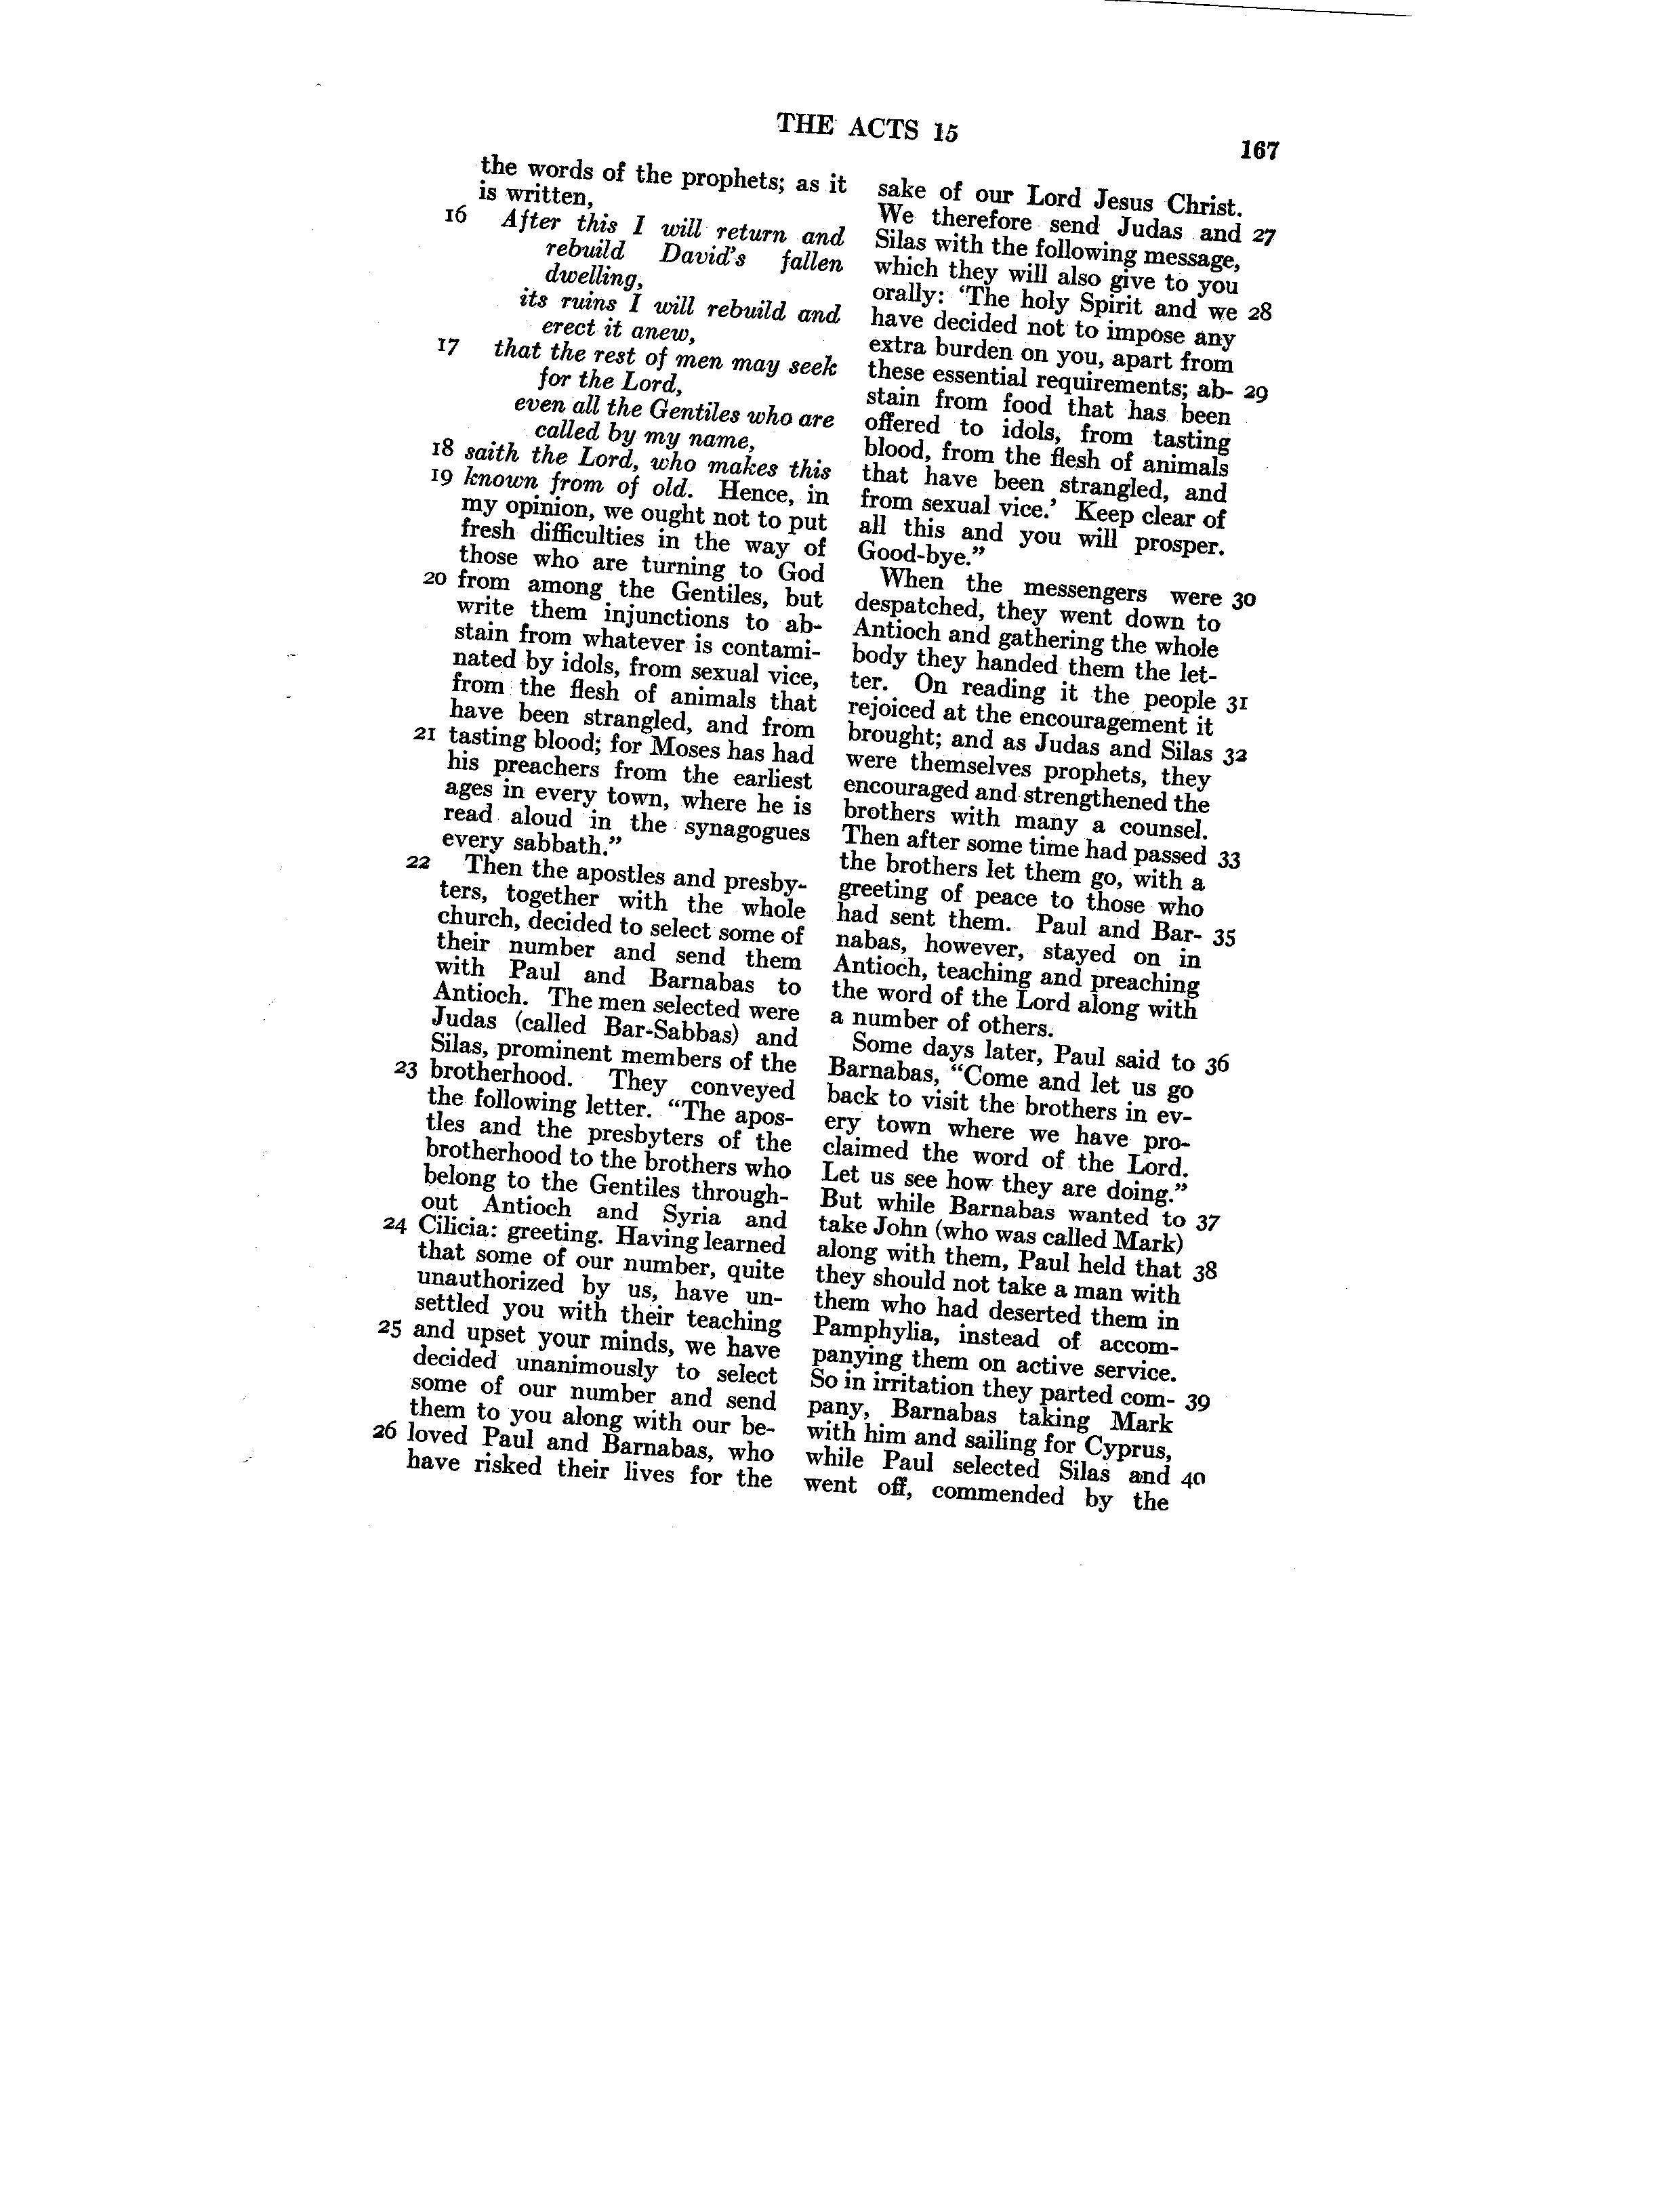 THE ACTS 15
167
the words of the prophets; as it
is written,
16 After this I will return and
rebuild David's fallen
dwelling,
its ruins I will rebuild and
erect it anew,
17 that the rest of men may seek
for the Lord,
even all the Gentiles who are
called by my name,
18 saith the Lord, who makes this
19 known from of old. Hence, in
my opinion, we ought not to put
fresh difficulties in the way of
those who are turning to God
20 from among the Gentiles, but
write them injunctions to ab-
stain from whatever is contami-
nated by idols, from sexual vice,
from the flesh of animals that
have been strangled, and from
21 tasting blood; for Moses has had
his preachers from the earliest
ages in every town, where he is
read aloud in the synagogues
every sabbath.”
22 Then the apostles and presby-
ters, together with the whole
church, decided to select some of
their number and send them
with Paul and Barnabas to
Antioch. The men selected were
Judas (called Bar-Sabbas) and
Silas, prominent members of the
23 brotherhood. They conveyed
the following letter. “The apos-
tles and the presbyters of the
brotherhood to the brothers who
belong to the Gentiles through-
out Antioch and Syria and
24 Cilicia: greeting. Having learned
that some of our number, quite
unauthorized by us, have un-
settled you with their teaching
25 and upset your minds, we have
decided unanimously to select
some of our number and send
them to you along with our be-
26 loved Paul and Barnabas, who
have risked their lives for the
sake of our Lord Jesus Christ.
We therefore send Judas and 27
Silas with the following message,
which they will also give to you
orally: ‘The holy Spirit and we 28
have decided not to impose any
extra burden on you, apart from
these essential requirements; ab- 29
stain from food that has been
offered to idols, from tasting
blood, from the flesh of animals
that have been strangled, and
from sexual vice.’ Keep clear of
all this and you will prosper.
Good-bye.”
When the messengers were 30
despatched, they went down to
Antioch and gathering the whole
body they handed them the let-
ter. On reading it the people 31
rejoiced at the encouragement it
brought; and as Judas and Silas 32
were themselves prophets, they
encouraged and strengthened the
brothers with many a counsel.
Then after some time had passed 33
the brothers let them go, with a
greeting of peace to those who
had sent them. Paul and Bar- 35
nabas, however, stayed on in
Antioch, teaching and preaching
the word of the Lord along with
a number of others.
Some days later, Paul said to 36
Barnabas, “Come and let us go
back to visit the brothers in ev-
ery town where we have pro-
claimed the word of the Lord.
Let us see how they are doing.”
But while Barnabas wanted to 37
take John (who was called Mark)
along with them, Paul held that 38
they should not take a man with
them who had deserted them in
Pamphylia, instead of accom-
panying them on active service.
So in irritation they parted com- 39
pany, Barnabas taking Mark
with him and sailing for Cyprus,
while Paul selected Silas and 40
went off, commended by the